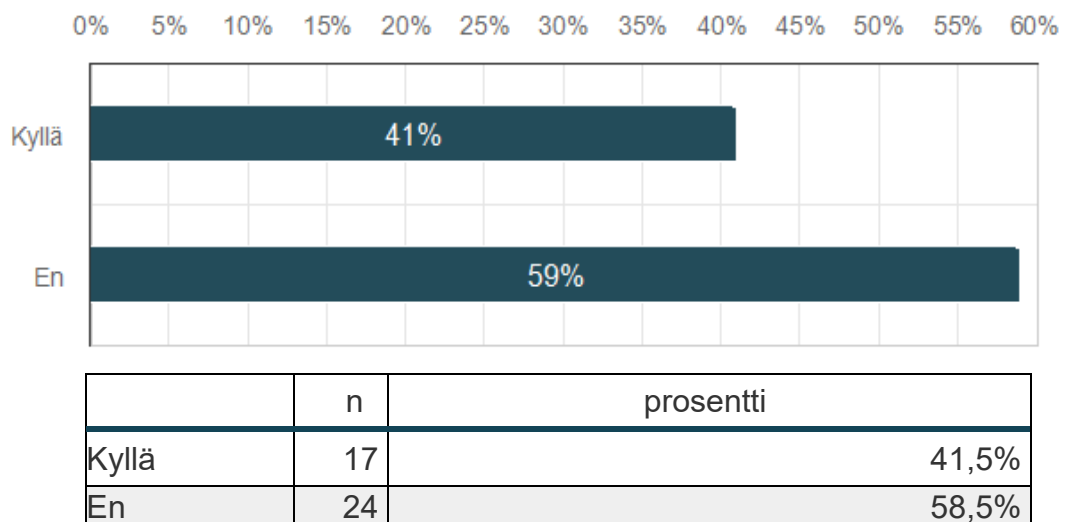 0% 5% 10% 15% 20% 25% 30% 35% 40% 45% 50% 55% 60%
Kyllä 41%
En 59%
n prosentti
Kyllä 17 41,5%
En 24 58,5%